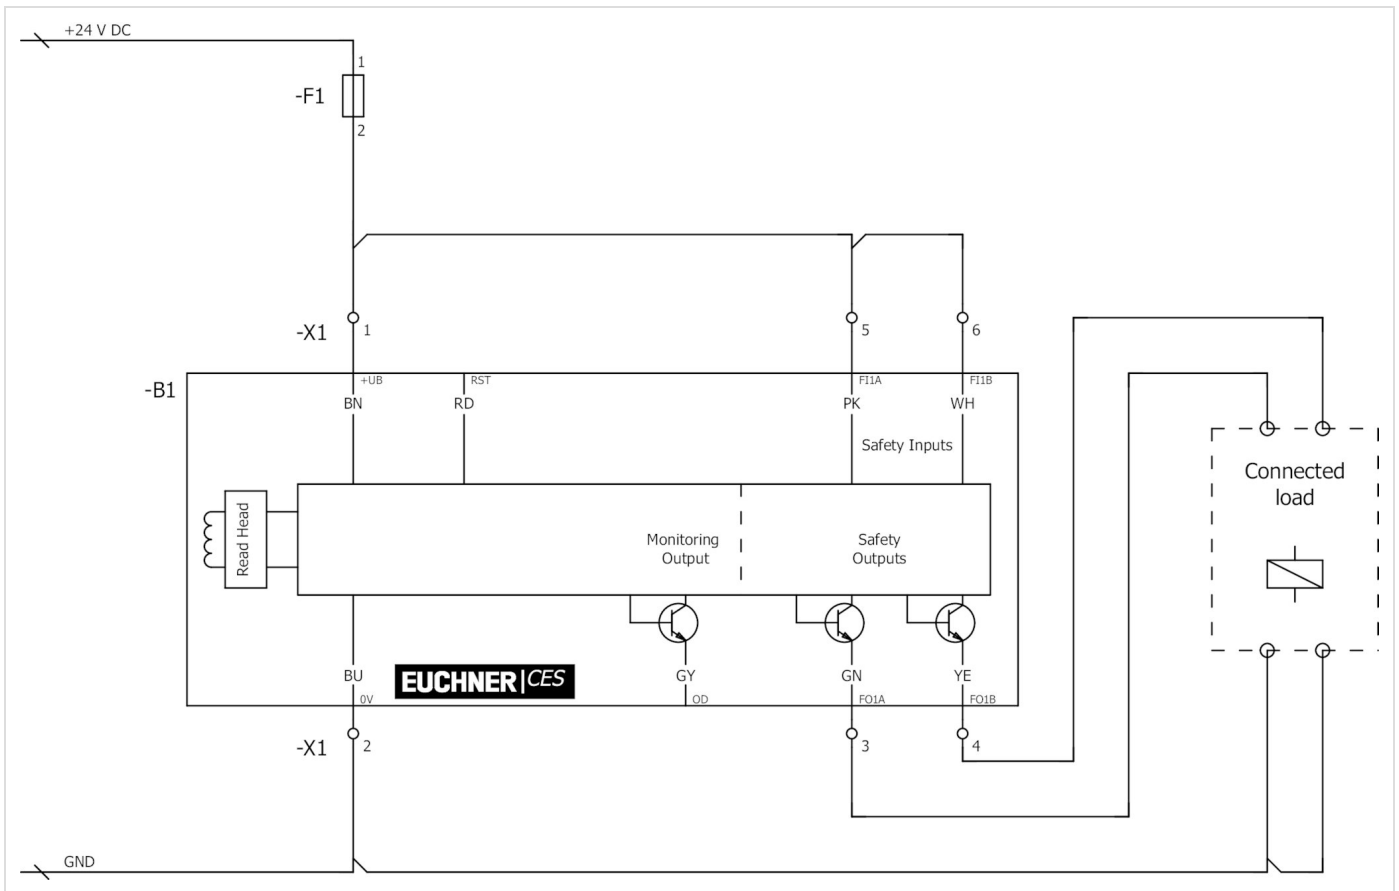 +24 V DC
1
-F1
2
-X1
1
5
6
-B1
+UB
RST
FI1A
FI1B
BN
RD
PK
WH
Safety Inputs
Connected
load
Read Head
Monitoring
Output
Safety
Outputs
BU
EUCHNER|CES
GY
GN
YE
0V
OD
FO1A
FO1B
-X1
2
3
4
GND